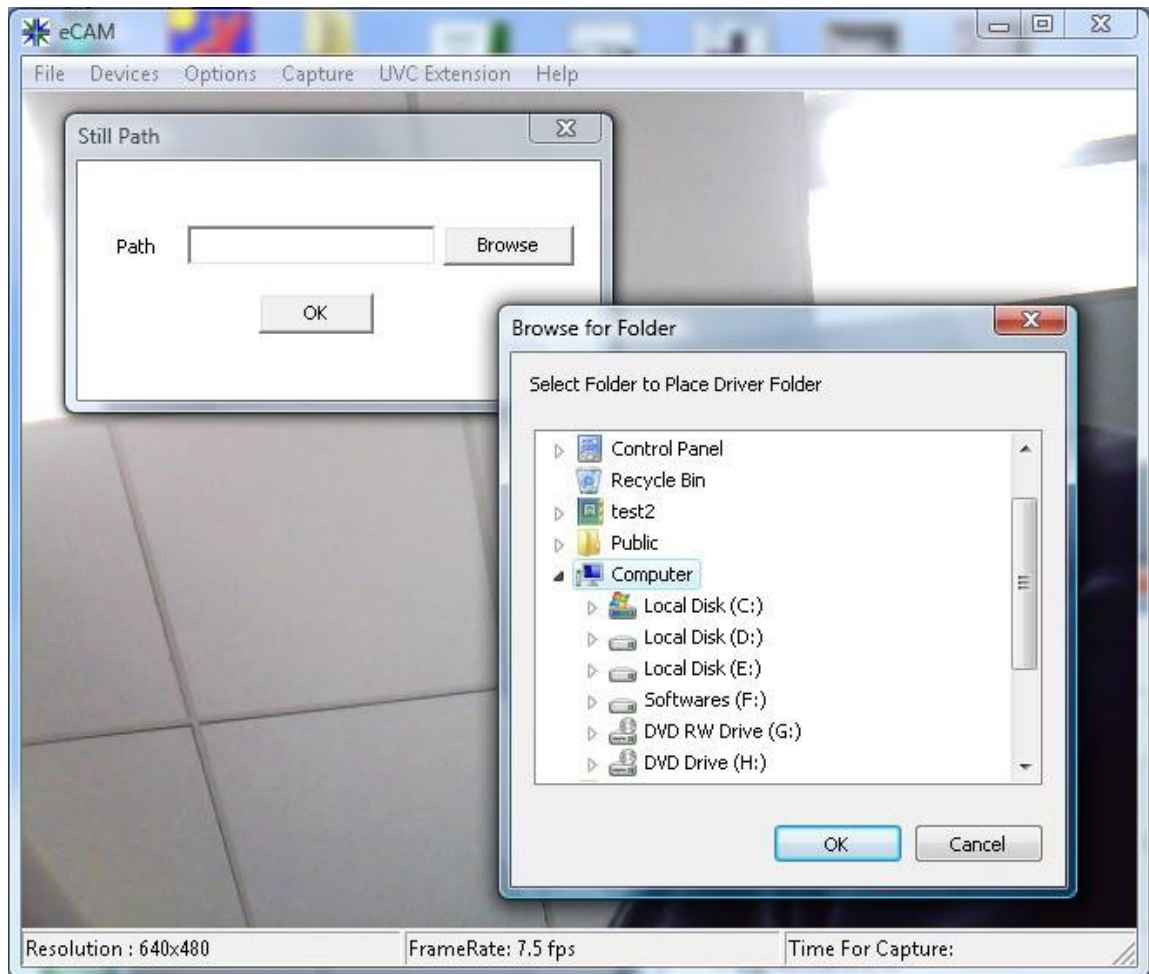 eCAM
File Devices Options Capture UVC Extension Help
Still Path
Path Browse
OK
Browse for Folder
Select Folder to Place Driver Folder
Control Panel
Recycle Bin
test2
Public
Computer
Local Disk (C:)
Local Disk (D:)
Local Disk (E:)
Softwares (F:)
DVD RW Drive (G:)
DVD Drive (H:)
OK Cancel
Resolution : 640x480 FrameRate: 7.5 fps Time For Capture: